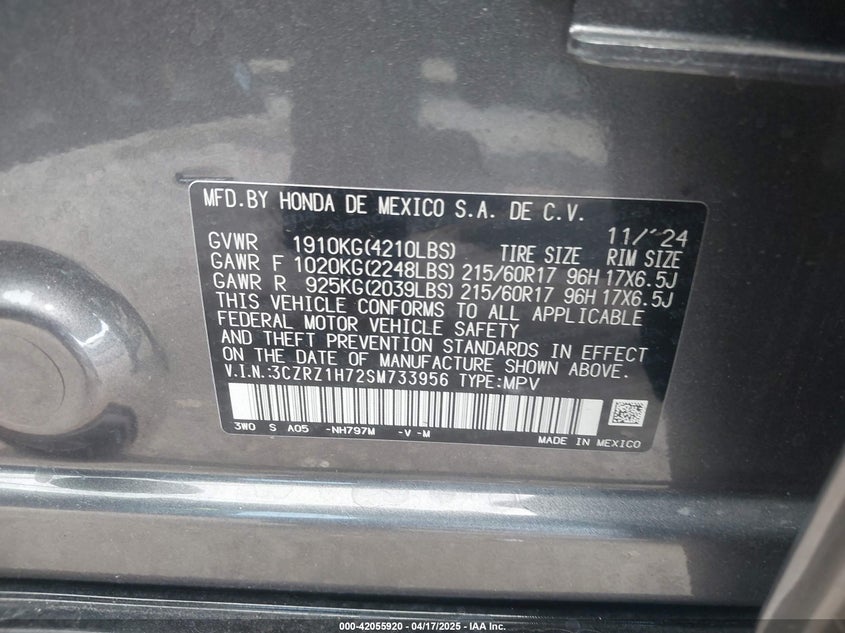 MFD.BY HONDA DE MEXICO S.A. DE C.V.
11/'24
GVWR 1910KG(4210LBS) TIRE SIZE RIM SIZE
GAWR F 1020KG(2248LBS) 215/60R17 96H 17X6.5J
GAWR R 925KG(2039LBS) 215/60R17 96H 17X6.5J
THIS VEHICLE CONFORMS TO ALL APPLICABLE
FEDERAL MOTOR VEHICLE SAFETY
AND THEFT PREVENTION STANDARDS IN EFFECT
ON THE DATE OF MANUFACTURE SHOWN ABOVE.
V.I.N.:3CZRZ1H72SM733956 TYPE:MPV
3W0 S A05 -NH797M -V -M MADE IN MEXICO
000-42055920 - 04/17/2025 - IAA Inc.